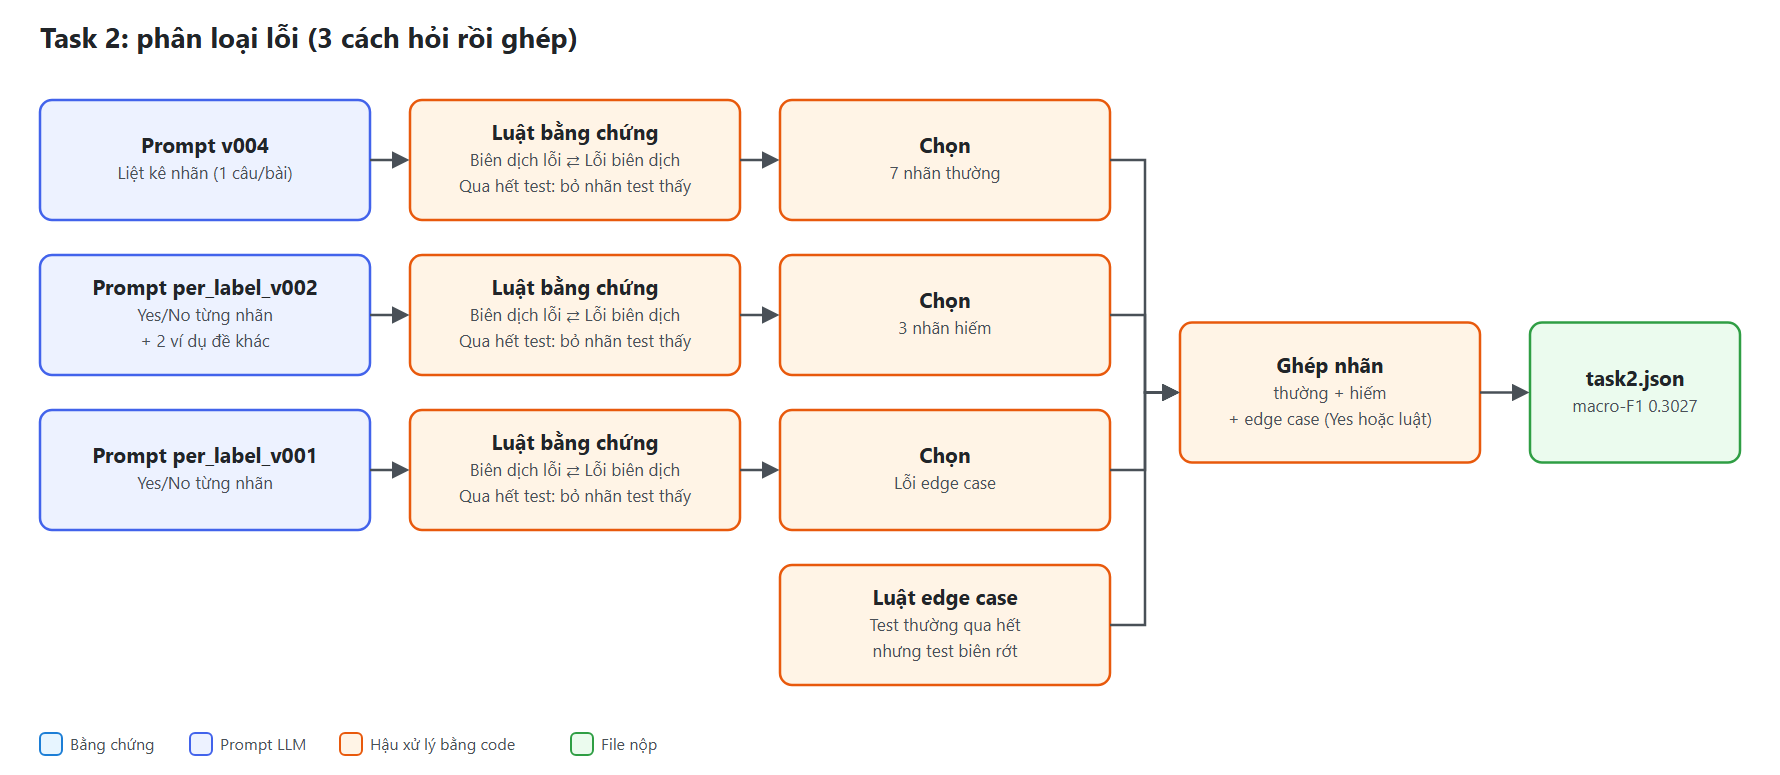 Task 2: phân loại lỗi (3 cách hỏi rồi ghép)
Prompt v004
Liệt kê nhãn (1 câu/bài)
Luật bằng chứng
Biên dịch lỗi ⇄ Lỗi biên dịch
Qua hết test: bỏ nhãn test thấy
Chọn
7 nhãn thường
Prompt per_label_v002
Yes/No từng nhãn
+ 2 ví dụ đề khác
Luật bằng chứng
Biên dịch lỗi ⇄ Lỗi biên dịch
Qua hết test: bỏ nhãn test thấy
Chọn
3 nhãn hiếm
Prompt per_label_v001
Yes/No từng nhãn
Luật bằng chứng
Biên dịch lỗi ⇄ Lỗi biên dịch
Qua hết test: bỏ nhãn test thấy
Chọn
Lỗi edge case
Luật edge case
Test thường qua hết
nhưng test biên rớt
Ghép nhãn
thường + hiếm
+ edge case (Yes hoặc luật)
task2.json
macro-F1 0.3027
Bằng chứng
Prompt LLM
Hậu xử lý bằng code
File nộp